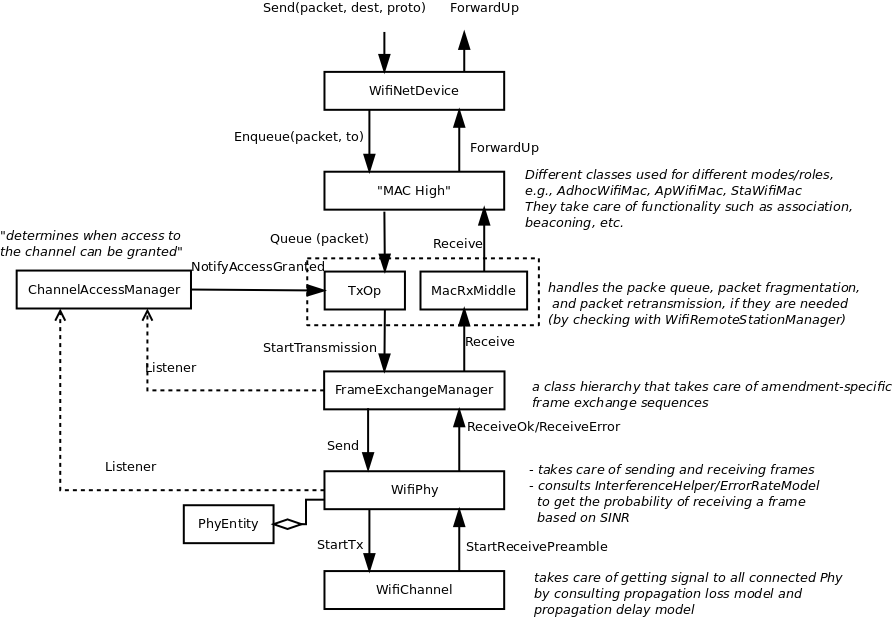 Send(packet, dest, proto)
ForwardUp
WifiNetDevice
Enqueue(packet, to)
ForwardUp
"MAC High"
Different classes used for different modes/roles,
e.g., AdhocWifiMac, ApWifiMac, StaWifiMac
They take care of functionality such as association,
beaconing, etc.
"determines when access to
the channel can be granted"
Queue (packet)
Receive
NotifyAccessGranted
ChannelAccessManager
TxOp
MacRxMiddle
handles the packe queue, packet fragmentation,
and packet retransmission, if they are needed
(by checking with WifiRemoteStationManager)
StartTransmission
Receive
Listener
FrameExchangeManager
a class hierarchy that takes care of amendment-specific
frame exchange sequences
Send
ReceiveOk/ReceiveError
Listener
WifiPhy
- takes care of sending and receiving frames
- consults InterferenceHelper/ErrorRateModel
to get the probability of receiving a frame
based on SINR
PhyEntity
StartTx
StartReceivePreamble
WifiChannel
takes care of getting signal to all connected Phy
by consulting propagation loss model and
propagation delay model